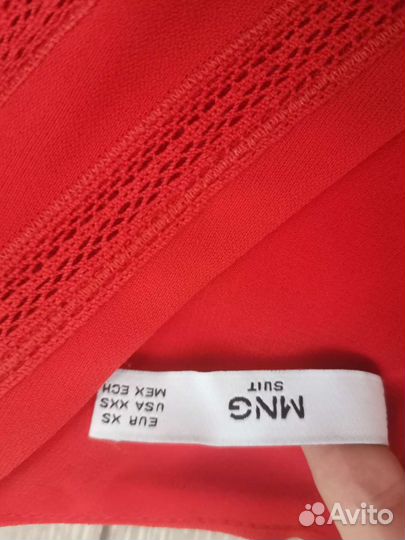 MNG
SUIT
EUR XS
USA XXS
MEX ECH
Avito